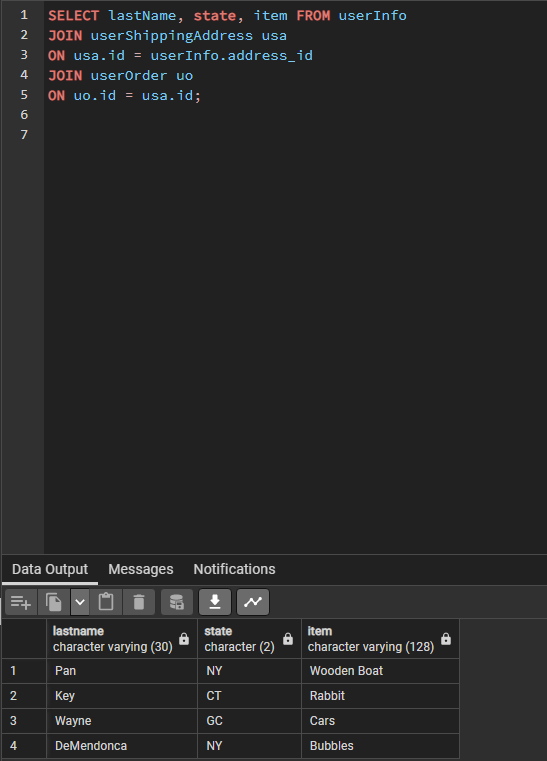 1 SELECT lastName, state, item FROM userInfo
2 JOIN userShippingAddress usa
3 ON usa.id = userInfo.address_id
4 JOIN userOrder uo
5 ON uo.id = usa.id;
6
7
Data Output Messages Notifications
lastname state item
character varying (30) character (2) character varying (128)
1 Pan NY Wooden Boat
2 Key CT Rabbit
3 Wayne GC Cars
4 DeMendonca NY Bubbles